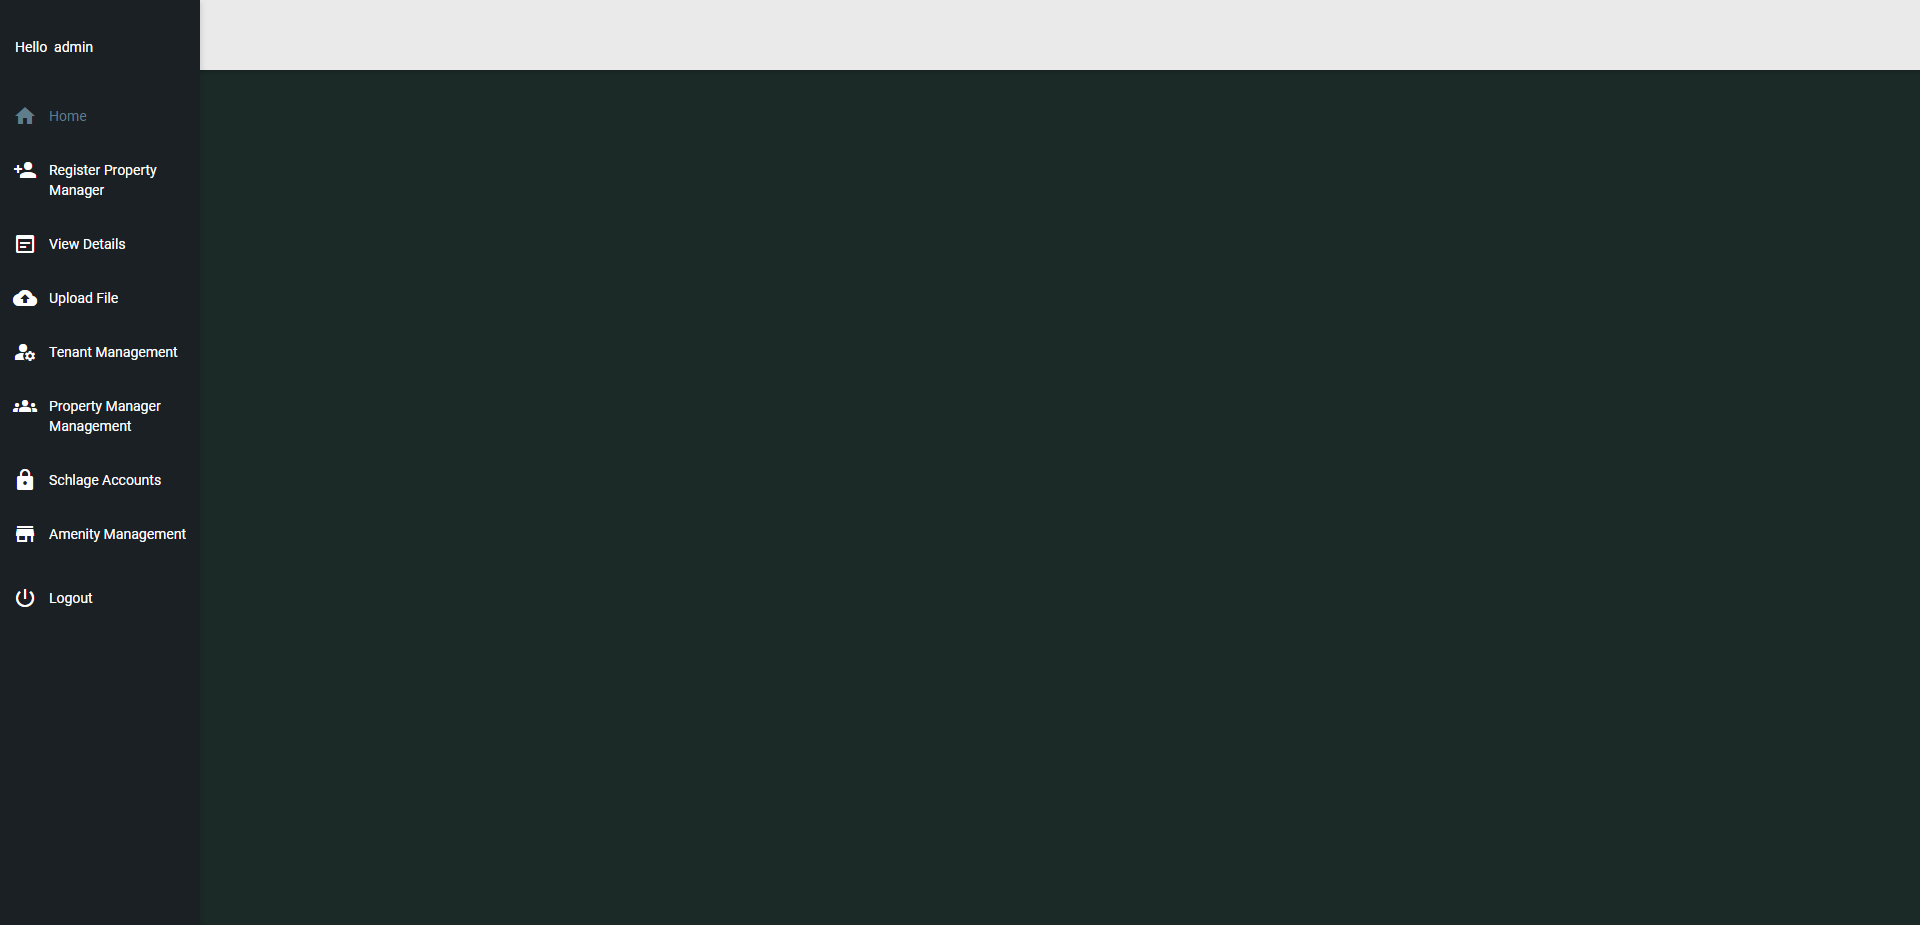 Hello admin
Home
Register Property
Manager
View Details
Upload File
Tenant Management
Property Manager
Management
Schlage Accounts
Amenity Management
Logout